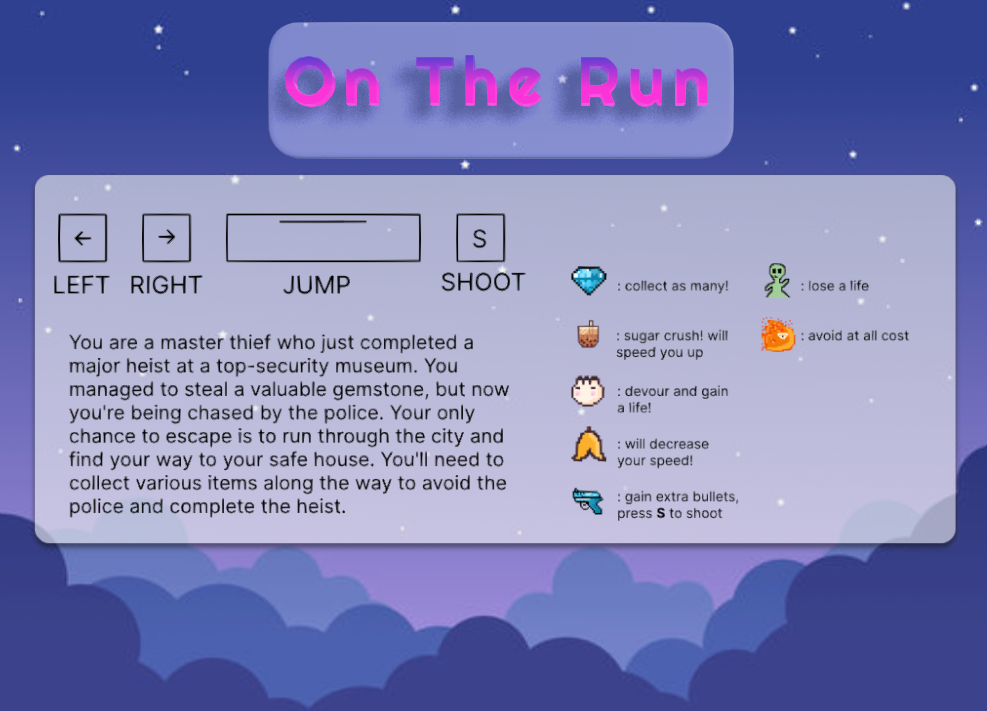 On The Run
← → S
LEFT RIGHT JUMP SHOOT
You are a master thief who just completed a
major heist at a top-security museum. You
managed to steal a valuable gemstone, but now
you're being chased by the police. Your only
chance to escape is to run through the city and
find your way to your safe house. You'll need to
collect various items along the way to avoid the
police and complete the heist.
: collect as many!
: sugar crush! will
speed you up
: devour and gain
a life!
: will decrease
your speed!
: gain extra bullets,
press S to shoot
: lose a life
: avoid at all cost